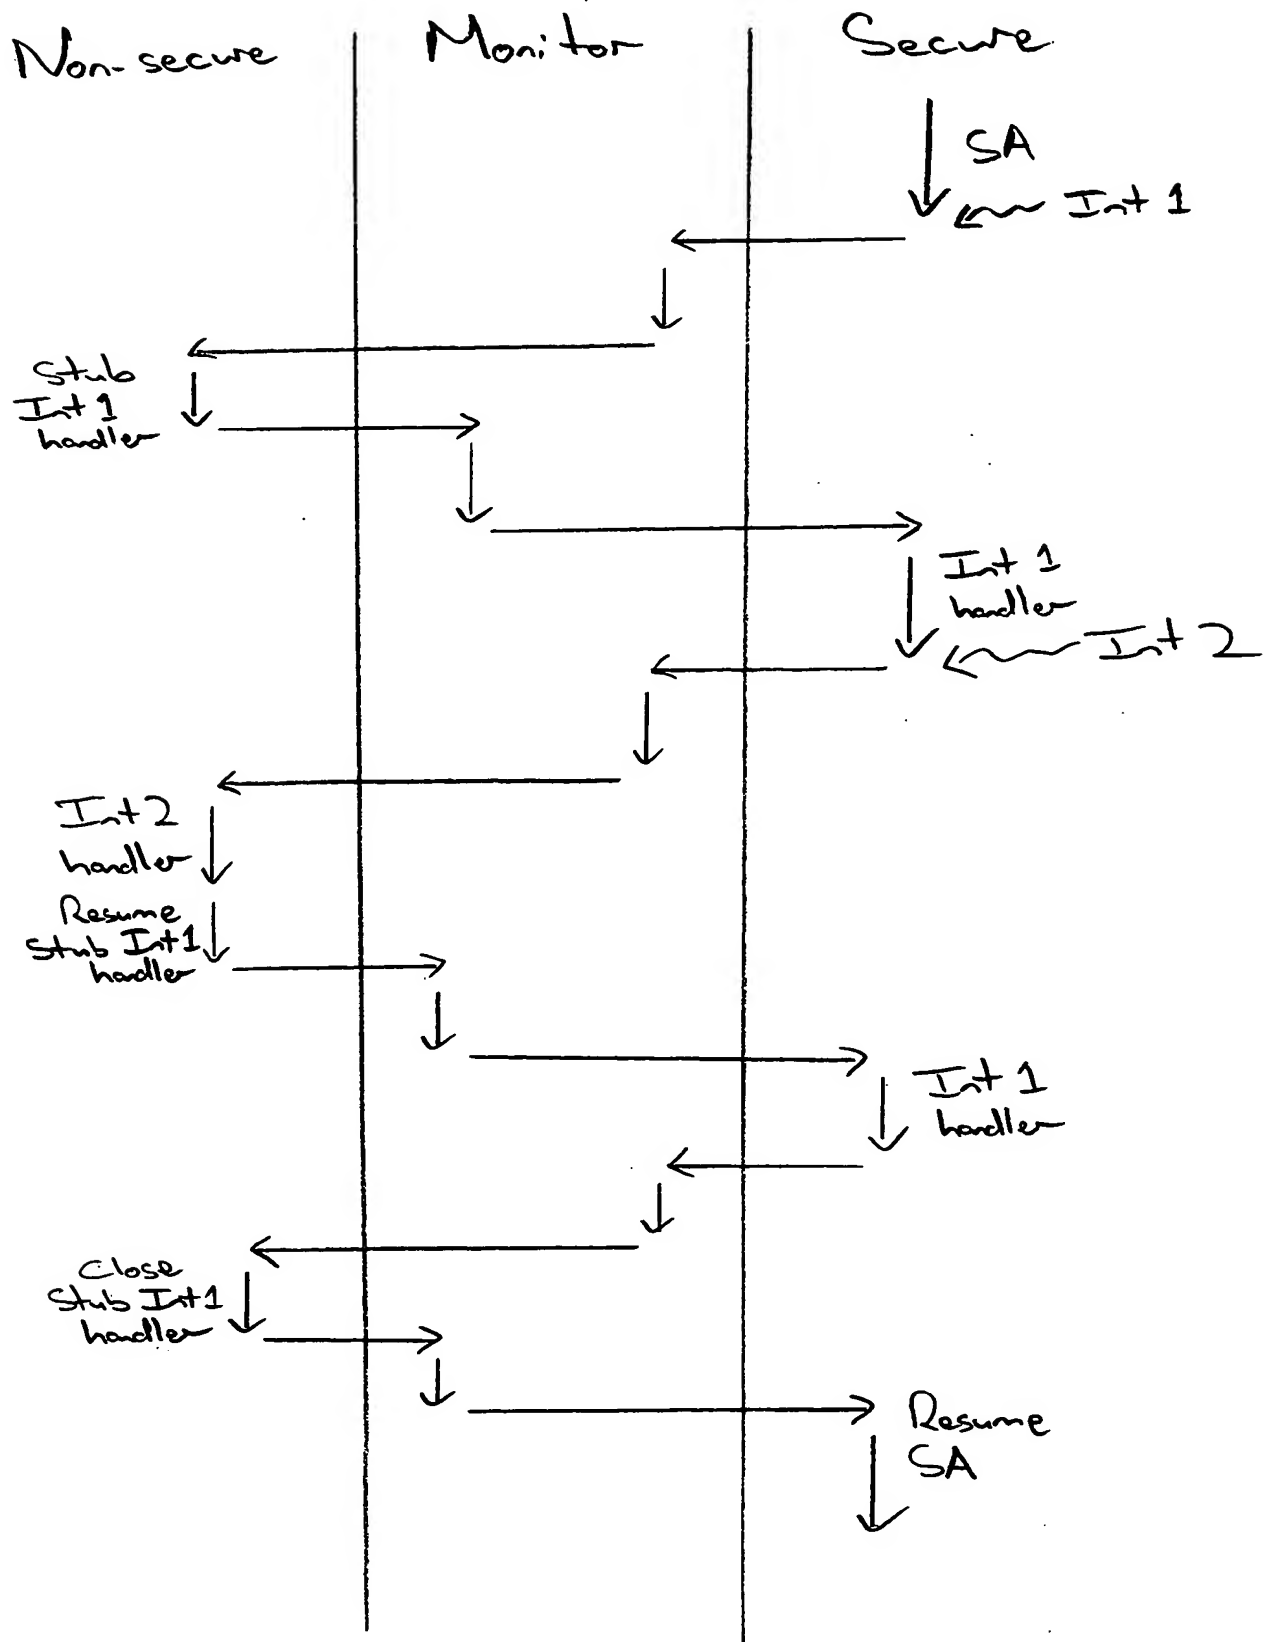 Non-secure
Monitor
Secure
SA
Int 1
Stub
Int 1
handler
Int 1
handler
Int 2
Int 2
handler
Resume
Stub Int 1
handler
Int 1
handler
Close
Stub Int 1
handler
Resume
SA